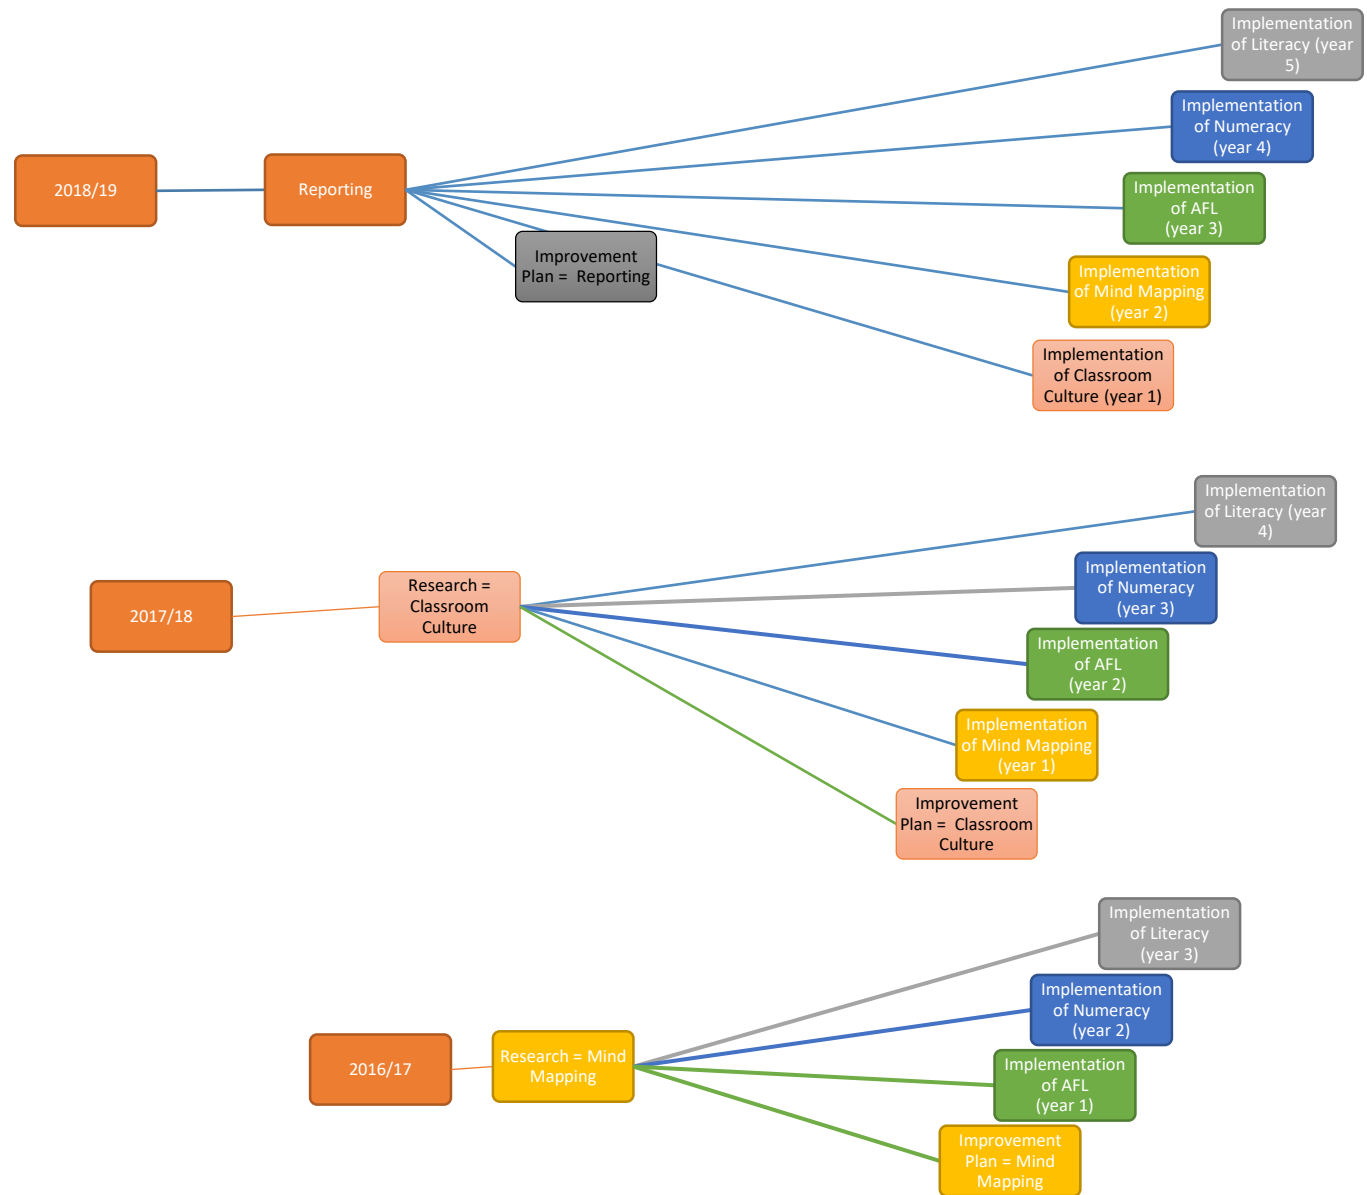 Implementation
of Literacy (year
5)
Implementation
of Numeracy
(year 4)
2018/19
Reporting
Implementation
of AFL
(year 3)
Improvement
Plan =  Reporting
Implementation
of Mind Mapping
(year 2)
Implementation
of Classroom
Culture (year 1)
Implementation
of Literacy (year
4)
2017/18
Research =
Classroom
Culture
Implementation
of Numeracy
(year 3)
Implementation
of AFL
(year 2)
Implementation
of Mind Mapping
(year 1)
Improvement
Plan =  Classroom
Culture
Implementation
of Literacy
(year 3)
Implementation
of Numeracy
(year 2)
2016/17
Research = Mind
Mapping
Implementation
of AFL
(year 1)
Improvement
Plan = Mind
Mapping